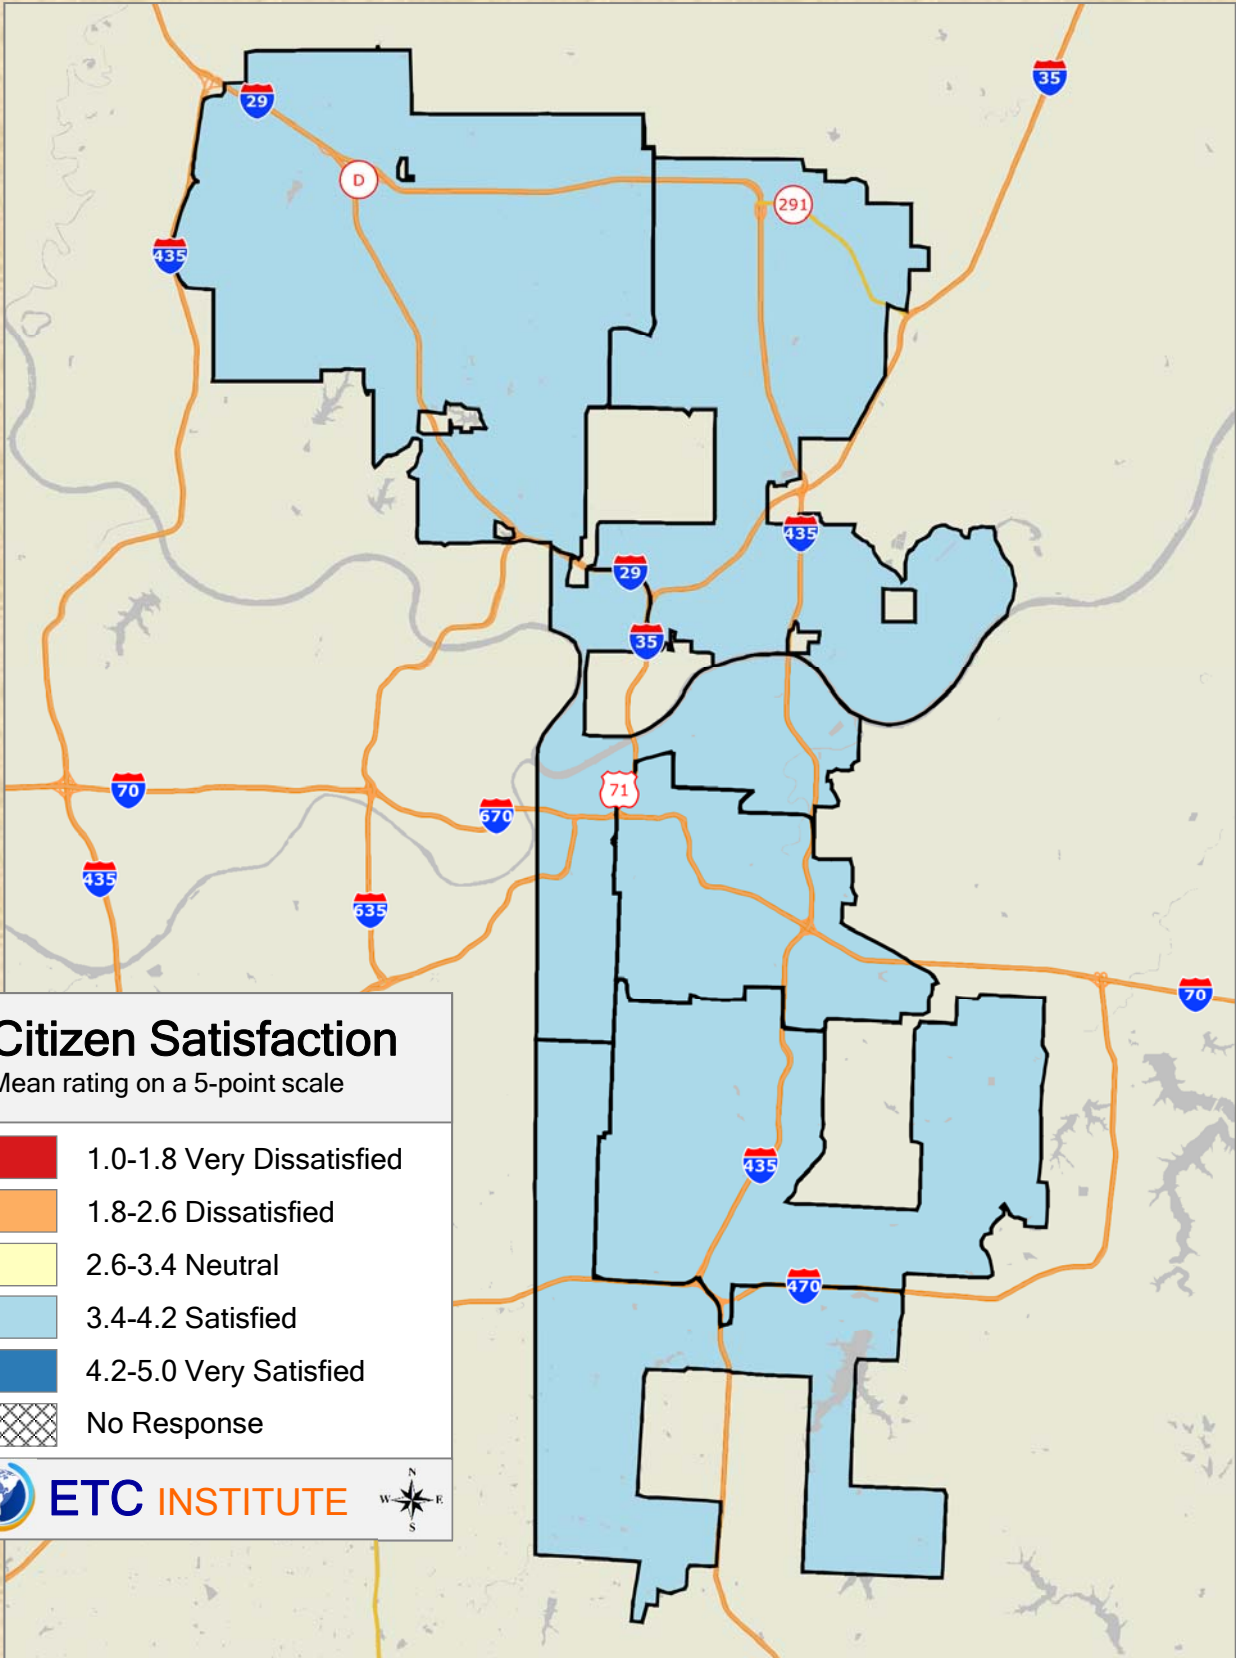 35
29
D
291
435
435
29
35
70
71
670
435
635
70
Citizen Satisfaction
Mean rating on a 5-point scale
1.0-1.8 Very Dissatisfied
1.8-2.6 Dissatisfied
2.6-3.4 Neutral
3.4-4.2 Satisfied
4.2-5.0 Very Satisfied
No Response
435
470
ETC INSTITUTE
N
W E
S